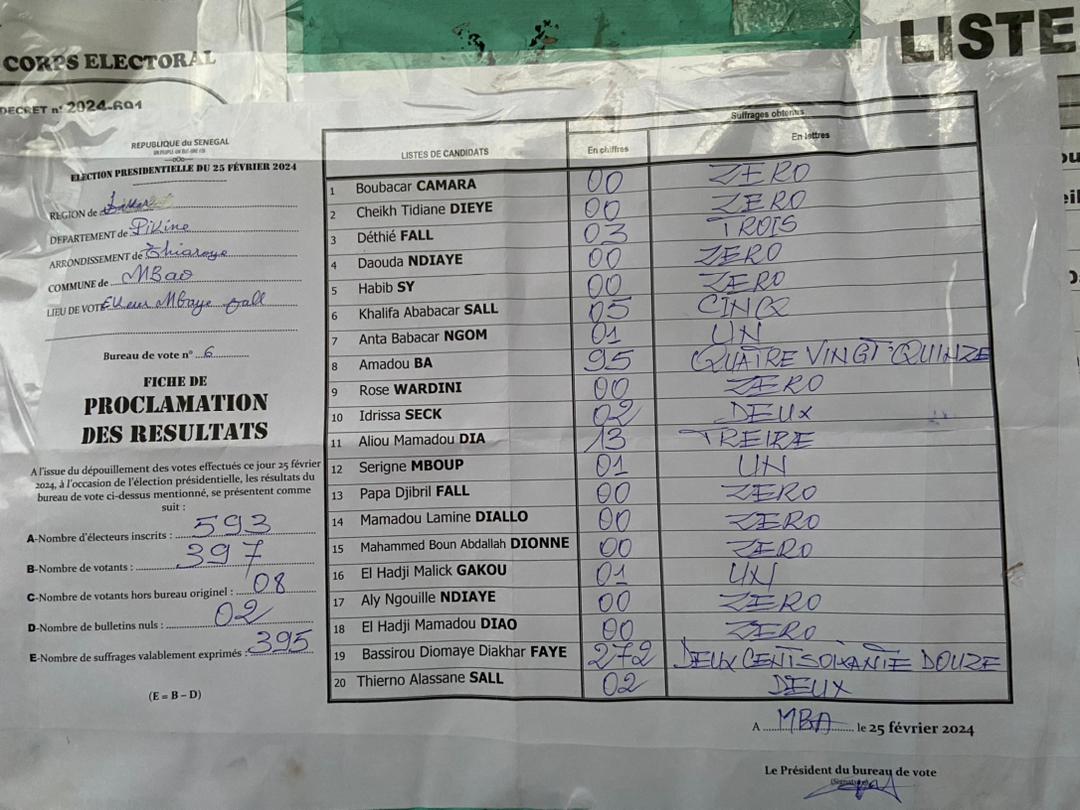 CORPS ELECTORAL
DECRET n° 2024-691
LISTE
REPUBLIQUE du SENEGAL
UN PEUPLE-UN BUT-UNE FOI
ELECTION PRESIDENTIELLE DU 25 FÉVRIER 2024
REGION de Dakar
DEPARTEMENT de Pikine
ARRONDISSEMENT de Thiaroye
COMMUNE de MBao
LIEU DE VOTE Keur Mbaye fall
Bureau de vote n° 6
FICHE DE
PROCLAMATION
DES RESULTATS
A l'issue du dépouillement des votes effectués ce jour 25 février
2024, à l'occasion de l'élection présidentielle, les résultats du
bureau de vote ci-dessus mentionné, se présentent comme
suit :
A-Nombre d'électeurs inscrits : 593
B-Nombre de votants : 397
C-Nombre de votants hors bureau originel : 08
D-Nombre de bulletins nuls : 02
E-Nombre de suffrages valablement exprimés : 395
(E = B – D)
Suffrages obtenus
LISTES DE CANDIDATS En chiffres En lettres
1 Boubacar CAMARA 00 ZERO
2 Cheikh Tidiane DIEYE 00 ZERO
3 Déthié FALL 03 TROIS
4 Daouda NDIAYE 00 ZERO
5 Habib SY 00 ZERO
6 Khalifa Ababacar SALL 05 CINQ
7 Anta Babacar NGOM 01 UN
8 Amadou BA 95 QUATRE VINGT QUINZE
9 Rose WARDINI 00 ZERO
10 Idrissa SECK 02 DEUX
11 Aliou Mamadou DIA 13 TREIZE
12 Serigne MBOUP 01 UN
13 Papa Djibril FALL 00 ZERO
14 Mamadou Lamine DIALLO 00 ZERO
15 Mahammed Boun Abdallah DIONNE 00 ZERO
16 El Hadji Malick GAKOU 01 UN
17 Aly Ngouille NDIAYE 00 ZERO
18 El Hadji Mamadou DIAO 00 ZERO
19 Bassirou Diomaye Diakhar FAYE 272 DEUX CENT SOIXANTE DOUZE
20 Thierno Alassane SALL 02 DEUX
A MBA le 25 février 2024
Le Président du bureau de vote
(Signature)